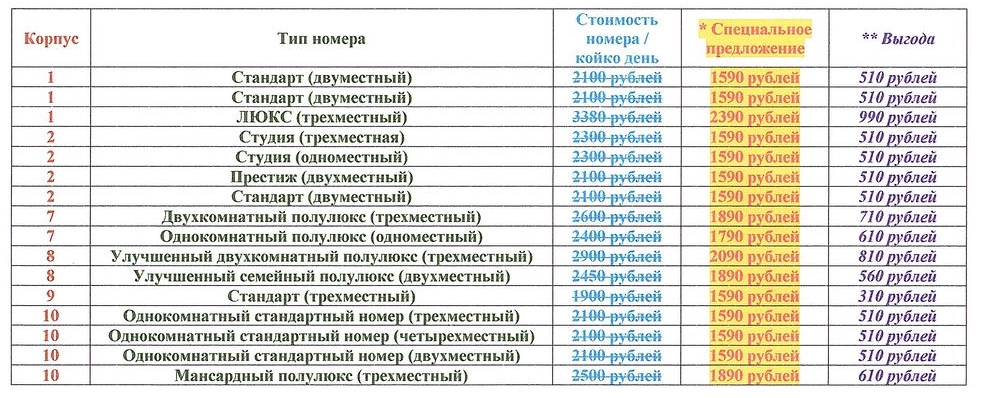 Корпус | Тип номера | Стоимость номера / койко день | * Специальное предложение | ** Выгода
1 | Стандарт (двуместный) | 2100 рублей | 1590 рублей | 510 рублей
1 | Стандарт (двуместный) | 2100 рублей | 1590 рублей | 510 рублей
1 | ЛЮКС (трехместный) | 3380 рублей | 2390 рублей | 990 рублей
2 | Студия (трехместная) | 2300 рублей | 1590 рублей | 510 рублей
2 | Студия (одноместный) | 2300 рублей | 1590 рублей | 510 рублей
2 | Престиж (двухместный) | 2100 рублей | 1590 рублей | 510 рублей
2 | Стандарт (двуместный) | 2100 рублей | 1590 рублей | 510 рублей
7 | Двухкомнатный полулюкс (трехместный) | 2600 рублей | 1890 рублей | 710 рублей
7 | Однокомнатный полулюкс (одноместный) | 2400 рублей | 1790 рублей | 610 рублей
8 | Улучшенный двухкомнатный полулюкс (трехместный) | 2900 рублей | 2090 рублей | 810 рублей
8 | Улучшенный семейный полулюкс (двухместный) | 2450 рублей | 1890 рублей | 560 рублей
9 | Стандарт (трехместный) | 1900 рублей | 1590 рублей | 310 рублей
10 | Однокомнатный стандартный номер (трехместный) | 2100 рублей | 1590 рублей | 510 рублей
10 | Однокомнатный стандартный номер (четырехместный) | 2100 рублей | 1590 рублей | 510 рублей
10 | Однокомнатный стандартный номер (двухместный) | 2100 рублей | 1590 рублей | 510 рублей
10 | Мансардный полулюкс (трехместный) | 2500 рублей | 1890 рублей | 610 рублей